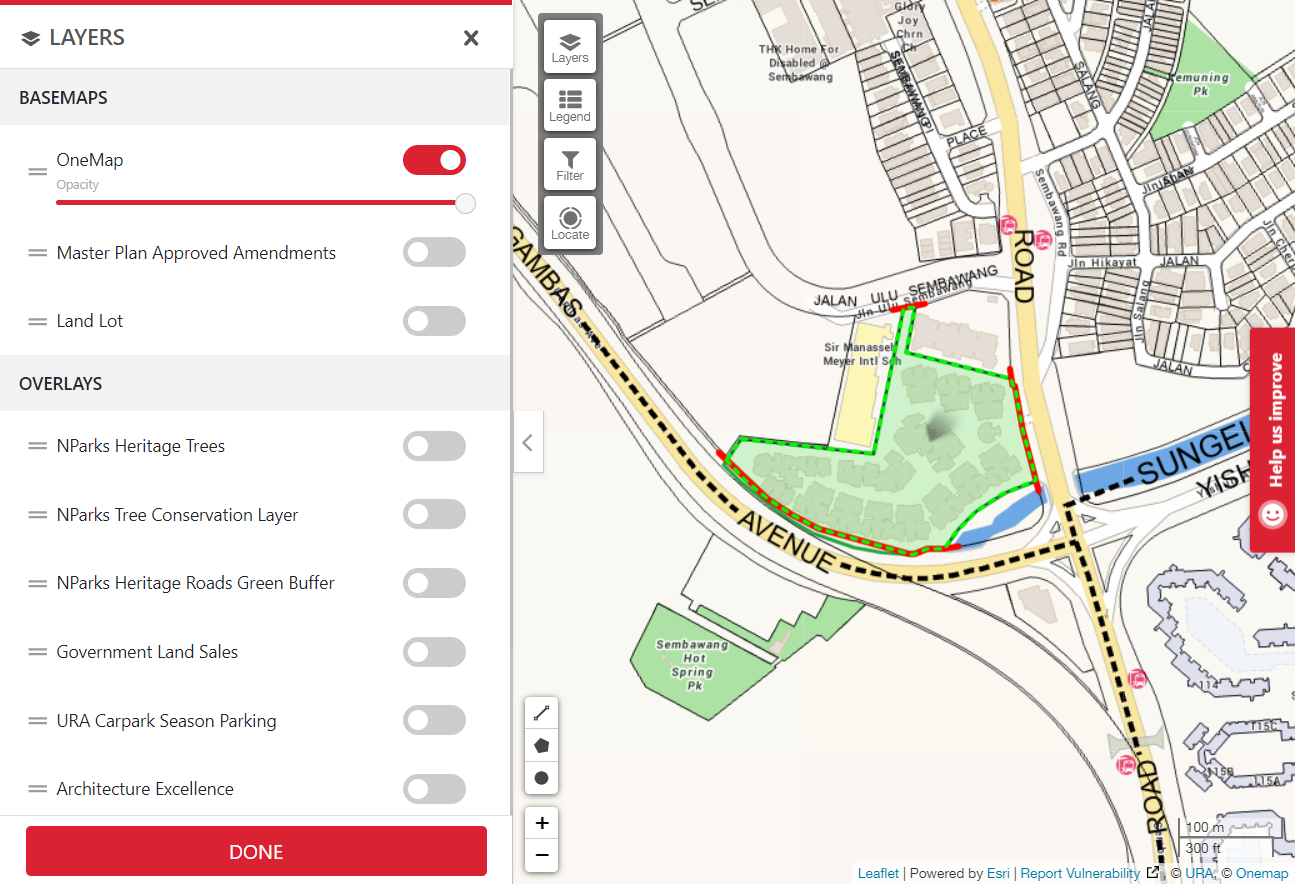 LAYERS
BASEMAPS
OneMap
Opacity
Master Plan Approved Amendments
Land Lot
OVERLAYS
NParks Heritage Trees
NParks Tree Conservation Layer
NParks Heritage Roads Green Buffer
Government Land Sales
URA Carpark Season Parking
Architecture Excellence
DONE
Layers
Legend
Filter
Locate
Glory
Joy
Chrn
Ch
THK Home For
Disabled @
Sembawang
SEMBAWANG
PLACE
JALAN
SALANG
Kemuning
Pk
Jln Jahan
Sembawang Rd
ROAD
Jln Hikayat
JALAN
Jln Salang
JALAN
JALAN ULU SEMBAWANG
Jln Ulu Sembawang
Sir Manasseh
Meyer Intl Sch
GAMBAS
AVENUE
SUNGEI
YISH
Sembawang
Hot
Spring
Pk
114
115C
115B
115A
ROAD
Help us improve
+
−
100 m
300 ft
Leaflet | Powered by Esri | Report Vulnerability , © URA, © Onemap